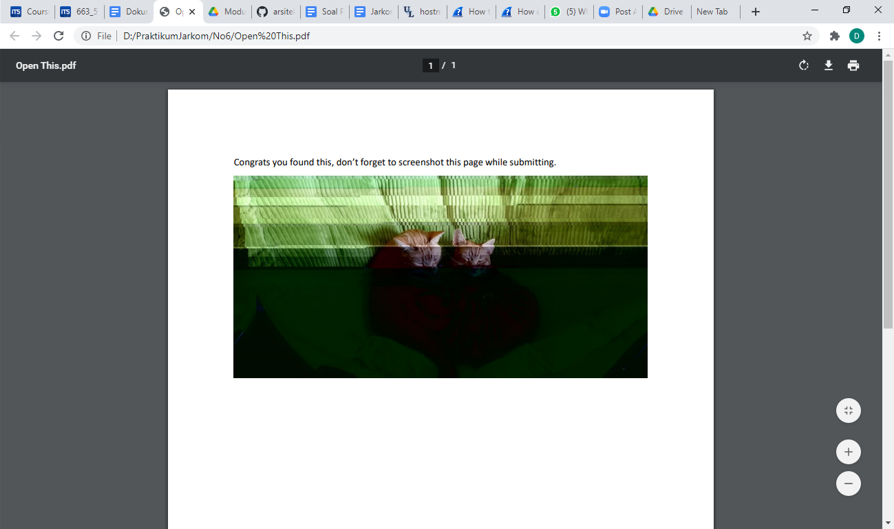 Cours
663_5
Doku
Op
Modu
arsite
Soal P
Jarko
hostn
How t
How
(5) W
Post A
Drive
New Tab
File
D:/PraktikumJarkom/No6/Open%20This.pdf
D
Open This.pdf
1 / 1
Congrats you found this, don’t forget to screenshot this page while submitting.